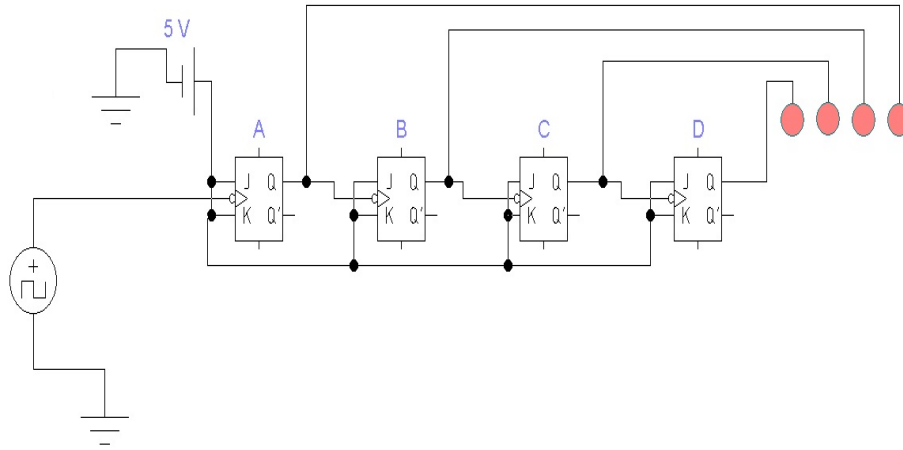 5 V
A B C D
J Q J Q J Q J Q
K Q' K Q' K Q' K Q'
+